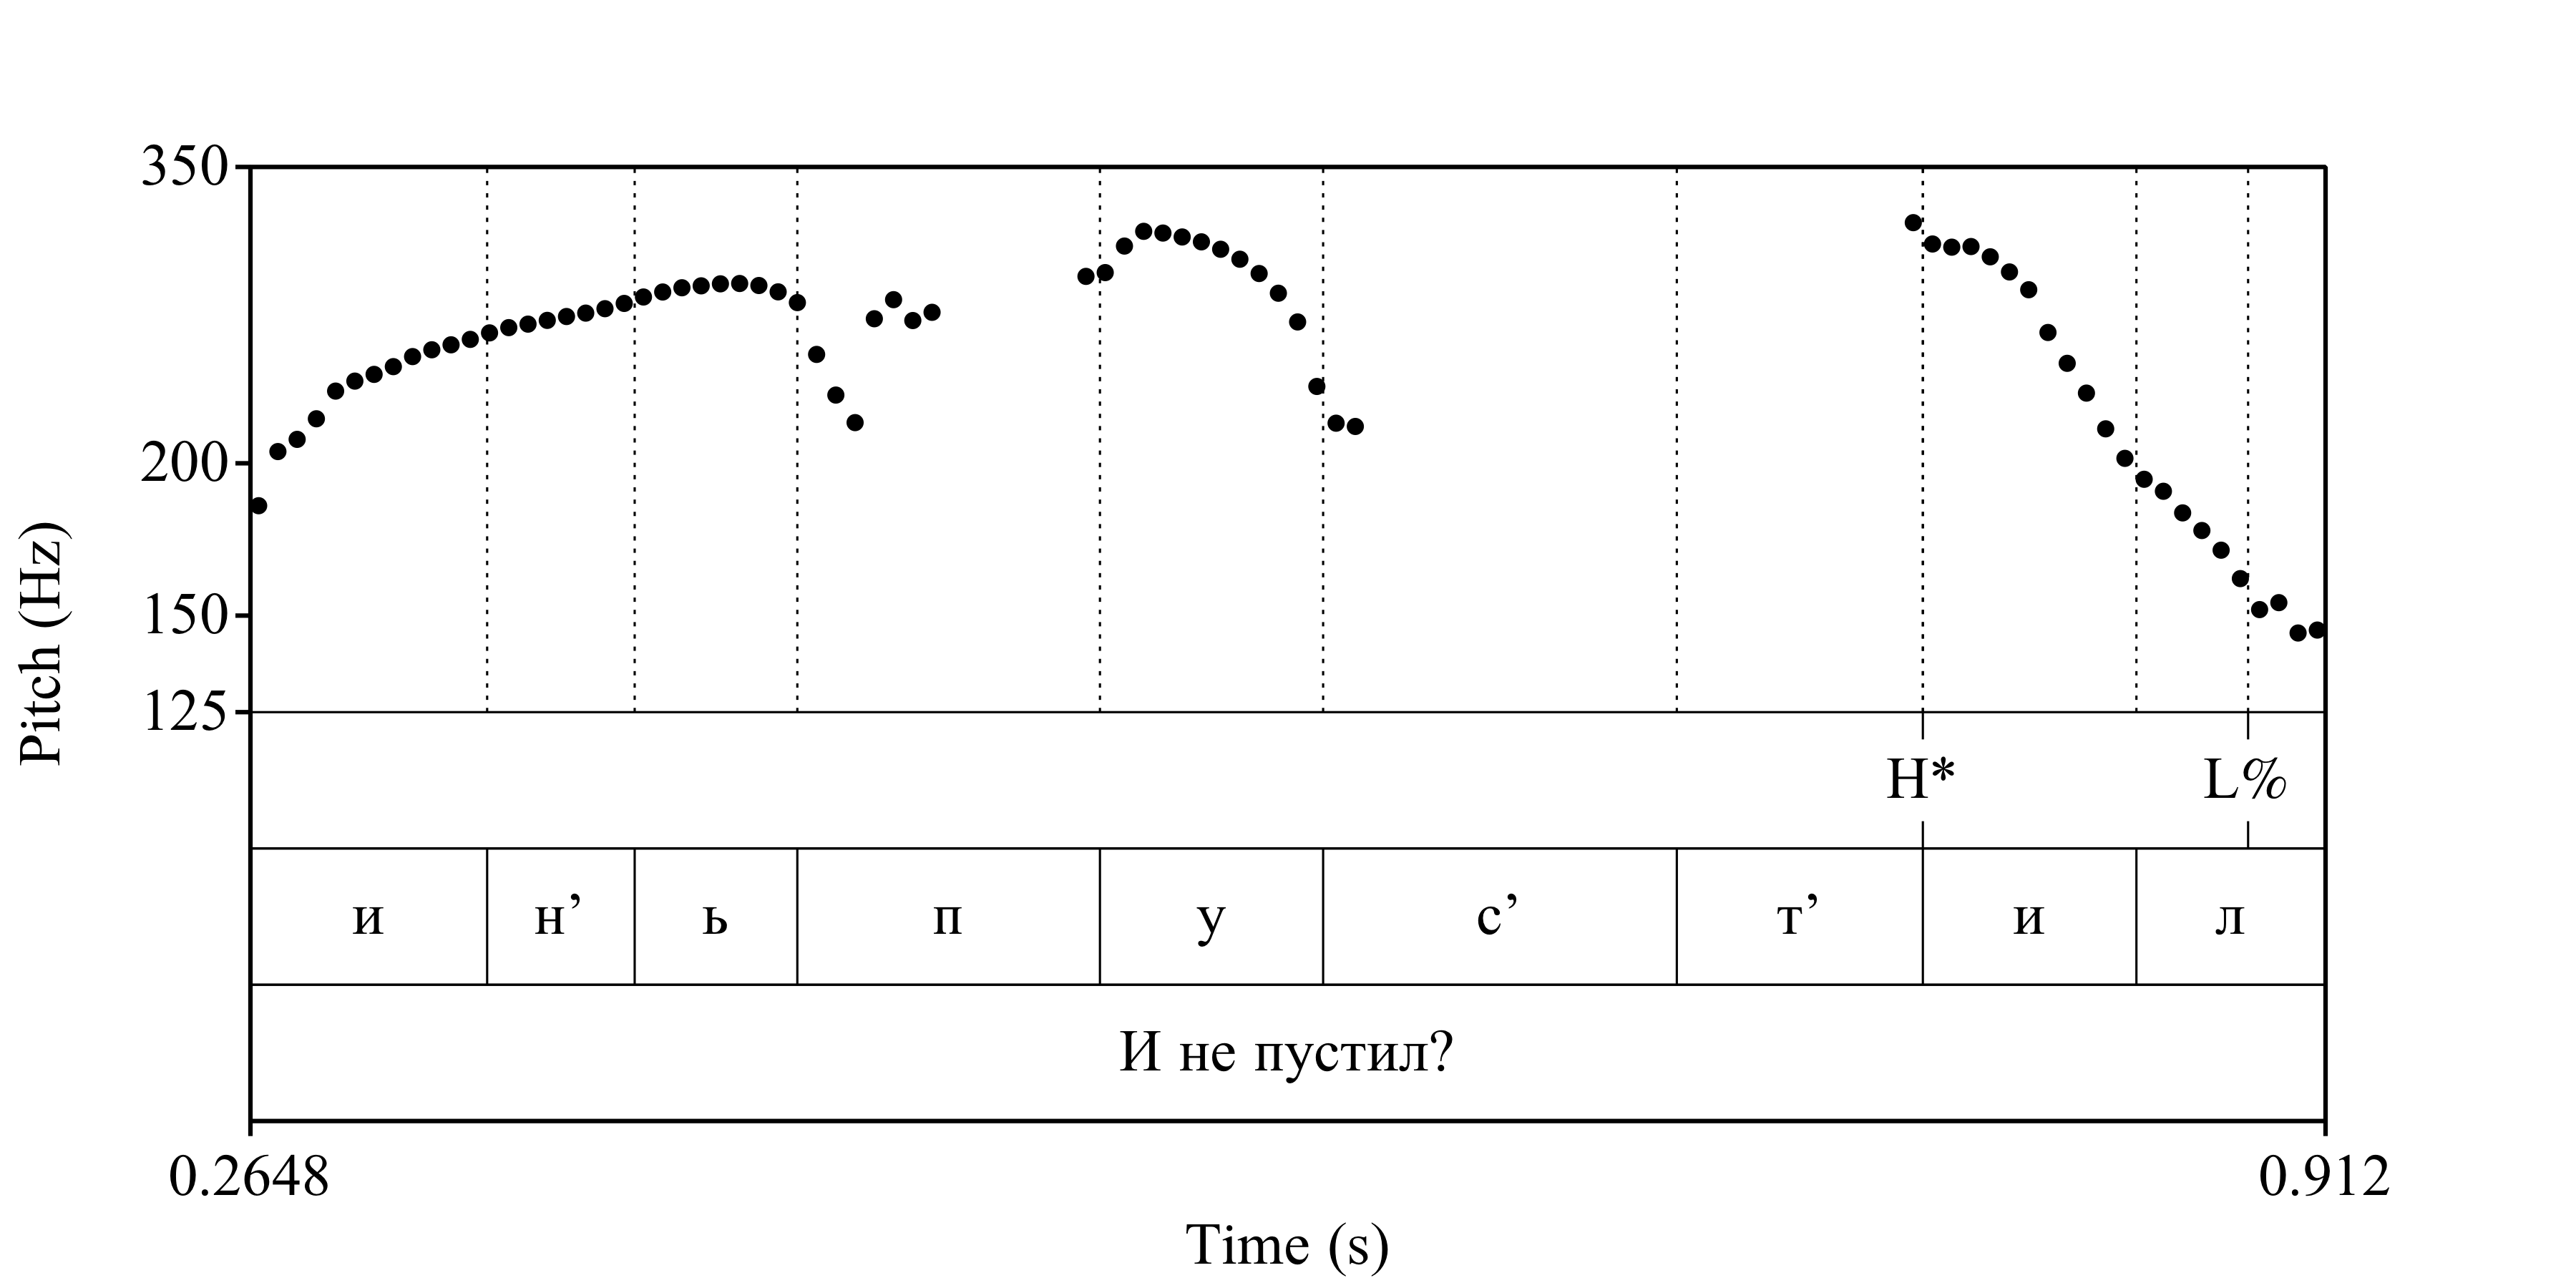 350
200
150
125
Pitch (Hz)
H* L%
и н’ ь п у с’ т’ и л
И не пустил?
0.2648 0.912
Time (s)